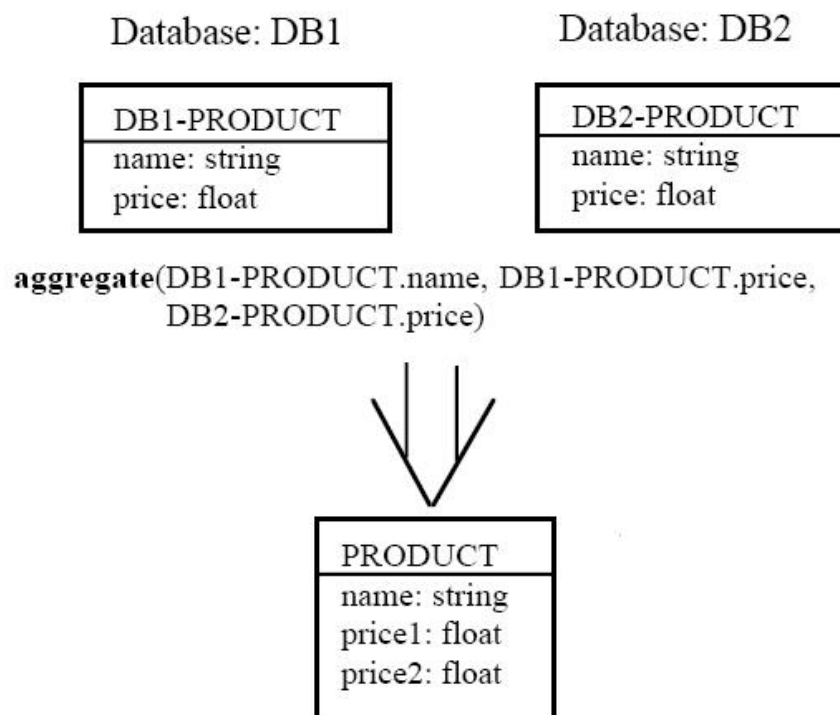 Database: DB1
Database: DB2
DB1-PRODUCT
name: string
price: float
DB2-PRODUCT
name: string
price: float
aggregate(DB1-PRODUCT.name, DB1-PRODUCT.price,
DB2-PRODUCT.price)
PRODUCT
name: string
price1: float
price2: float